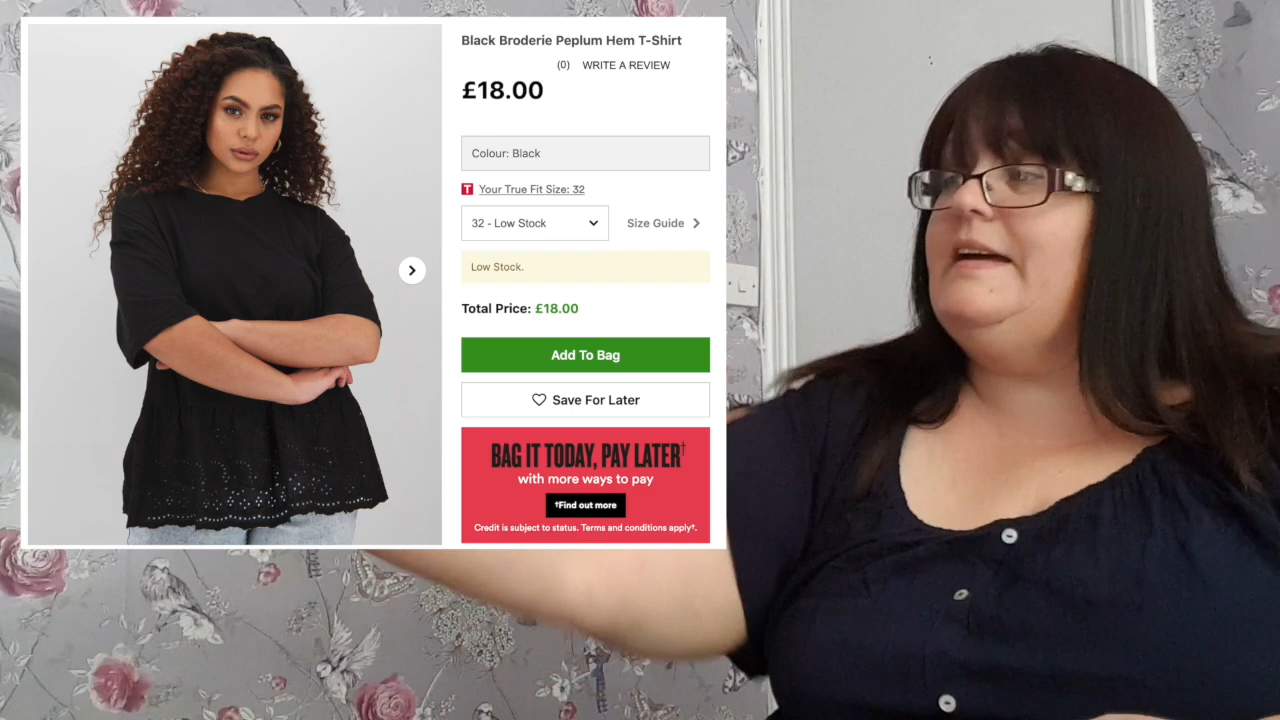 Black Broderie Peplum Hem T-Shirt
(0) WRITE A REVIEW
£18.00
Colour: Black
T Your True Fit Size: 32
32 - Low Stock
Size Guide
Low Stock.
Total Price: £18.00
Add To Bag
Save For Later
BAG IT TODAY, PAY LATER†
with more ways to pay
†Find out more
Credit is subject to status. Terms and conditions apply†.